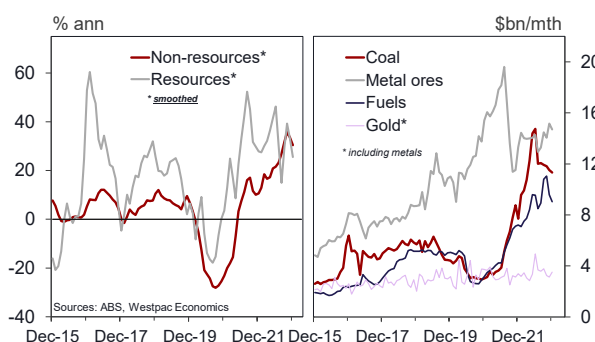 % ann
$bn/mth
Non-resources*
Resources*
* smoothed
60
40
20
0
-20
-40
Sources: ABS, Westpac Economics
Dec-15
Dec-17
Dec-19
Dec-21
Coal
Metal ores
Fuels
Gold*
* including metals
20
16
12
8
4
0
Dec-15
Dec-17
Dec-19
Dec-21